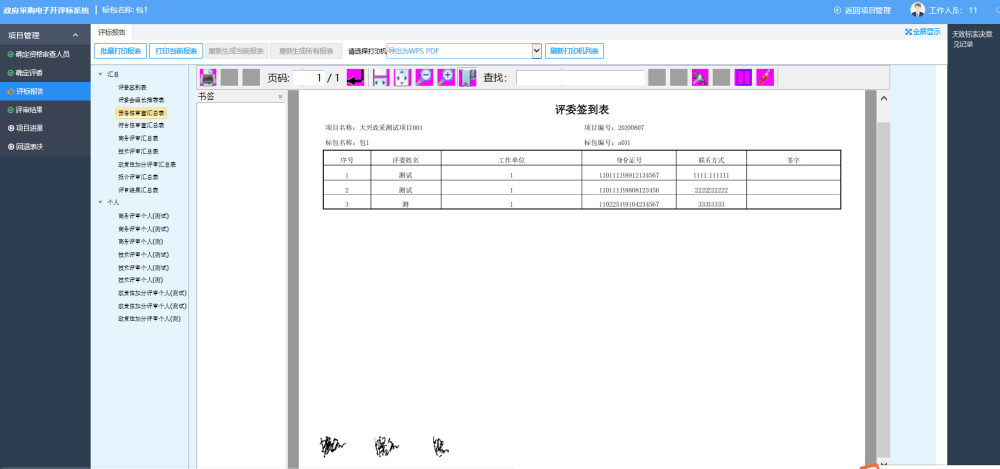 政府采购电子开评标系统 | 标包名称: 包1
返回项目管理
工作人员: 11
项目管理
确定资格审查人员
确定评委
评标报告
评审结果
项目进展
回退表决
评标报告
全屏显示
批量打印报表
打印当前报表
重新生成当前报表
重新生成所有报表
请选择打印机
导出为WPS PDF
刷新打印机列表
无效标表决意
见记录
汇总
评委签到表
评委会组长推荐表
资格性审查汇总表
符合性审查汇总表
商务评审汇总表
技术评审汇总表
政策性加分评审汇总表
报价评审汇总表
评审结果汇总表
个人
商务评审个人(测试)
商务评审个人(测试)
商务评审个人(测)
技术评审个人(测试)
技术评审个人(测试)
技术评审个人(测)
政策性加分评审个人(测试)
政策性加分评审个人(测试)
政策性加分评审个人(测)
页码: 1 / 1
查找:
书签
评委签到表
项目名称: 大兴政采测试项目001
项目编号: 20200807
标包名称: 包1
标包编号: a001
序号 评委姓名 工作单位 身份证号 联系方式 签字
1 测试 1 110111198912134567 11111111111
2 测试 1 110111198808123456 2222222222
3 测 1 110225199104234567 33333333